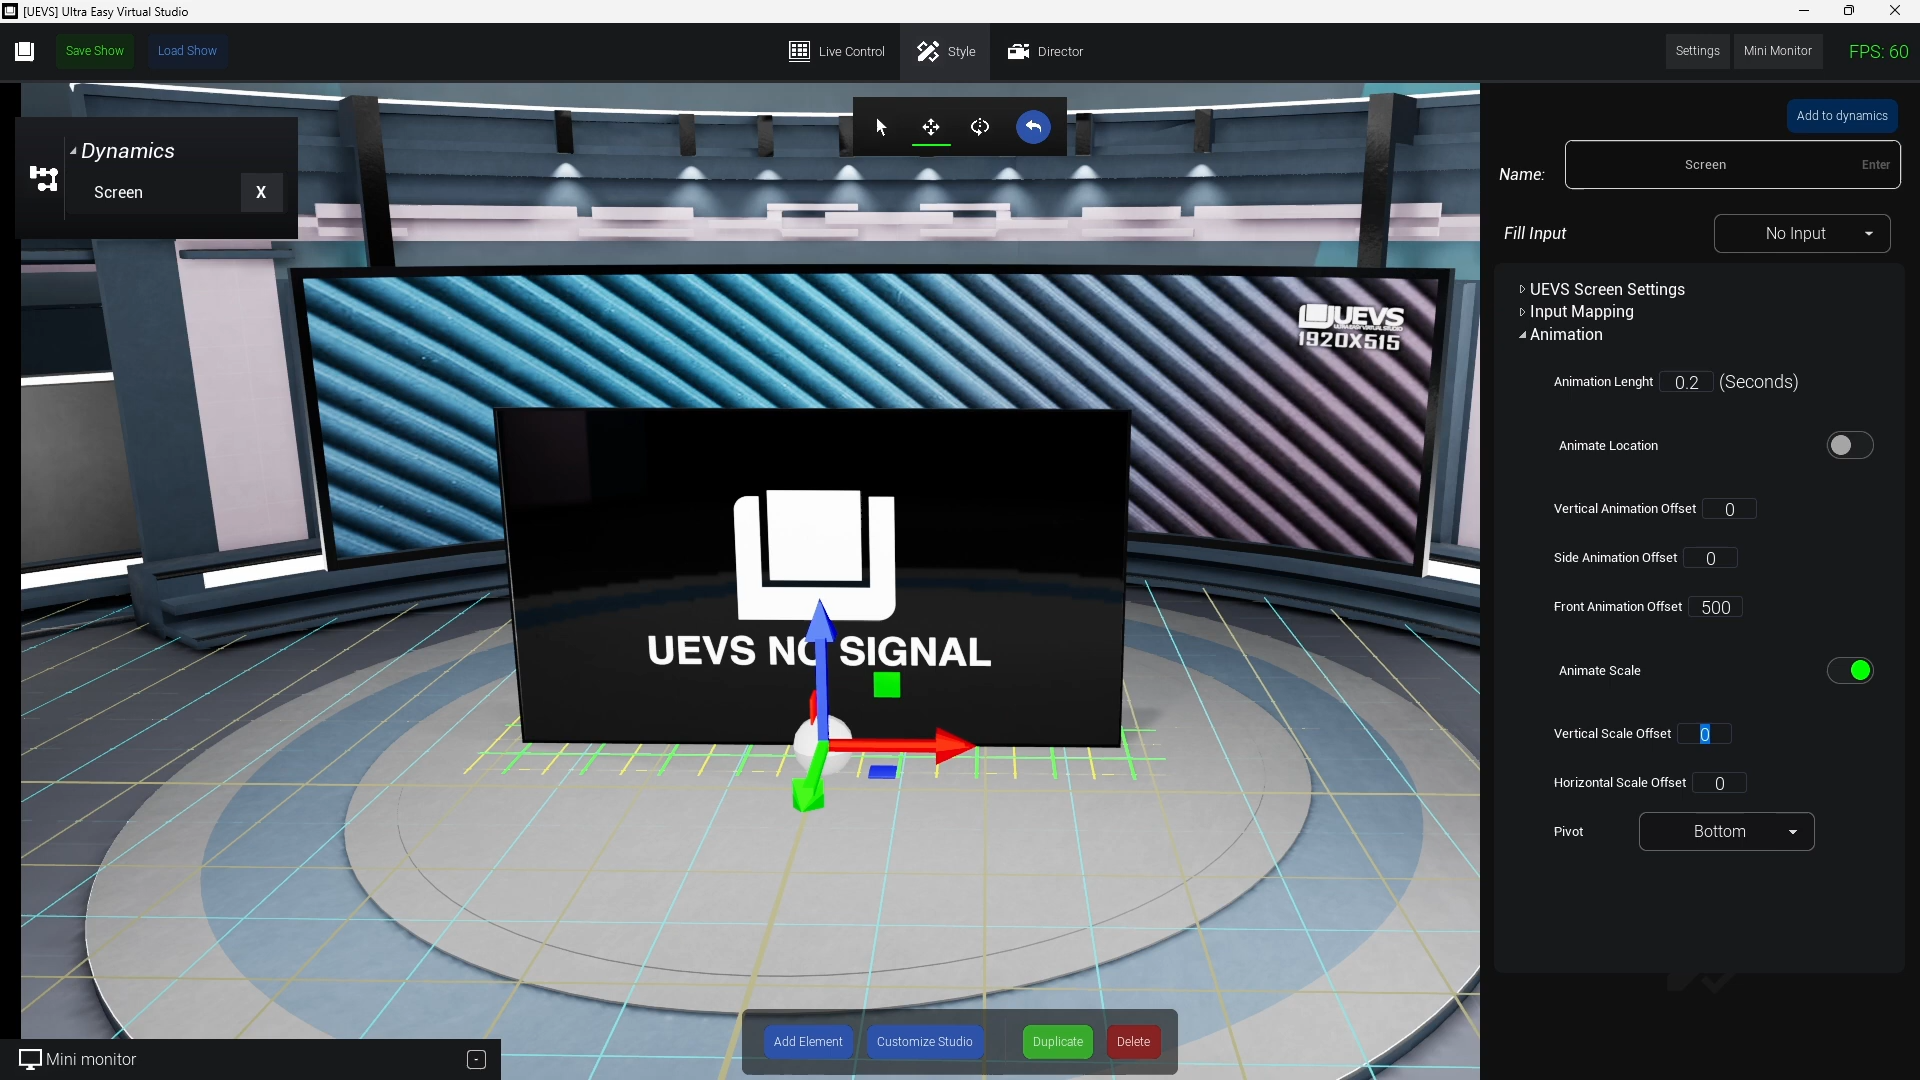 [UEVS] Ultra Easy Virtual Studio
Save Show
Load Show
Live Control
Style
Director
Settings
Mini Monitor
FPS: 60
Add to dynamics
Dynamics
Screen
X
Name:
Screen
Enter
Fill Input
No Input
UEVS Screen Settings
Input Mapping
Animation
UEVS
ULTRA EASY VIRTUAL STUDIO
1920X515
Animation Lenght 0.2 (Seconds)
Animate Location
Vertical Animation Offset 0
Side Animation Offset 0
Front Animation Offset 500
UEVS NO SIGNAL
Animate Scale
Vertical Scale Offset 0
Horizontal Scale Offset 0
Pivot Bottom
Add Element
Customize Studio
Duplicate
Delete
Mini monitor